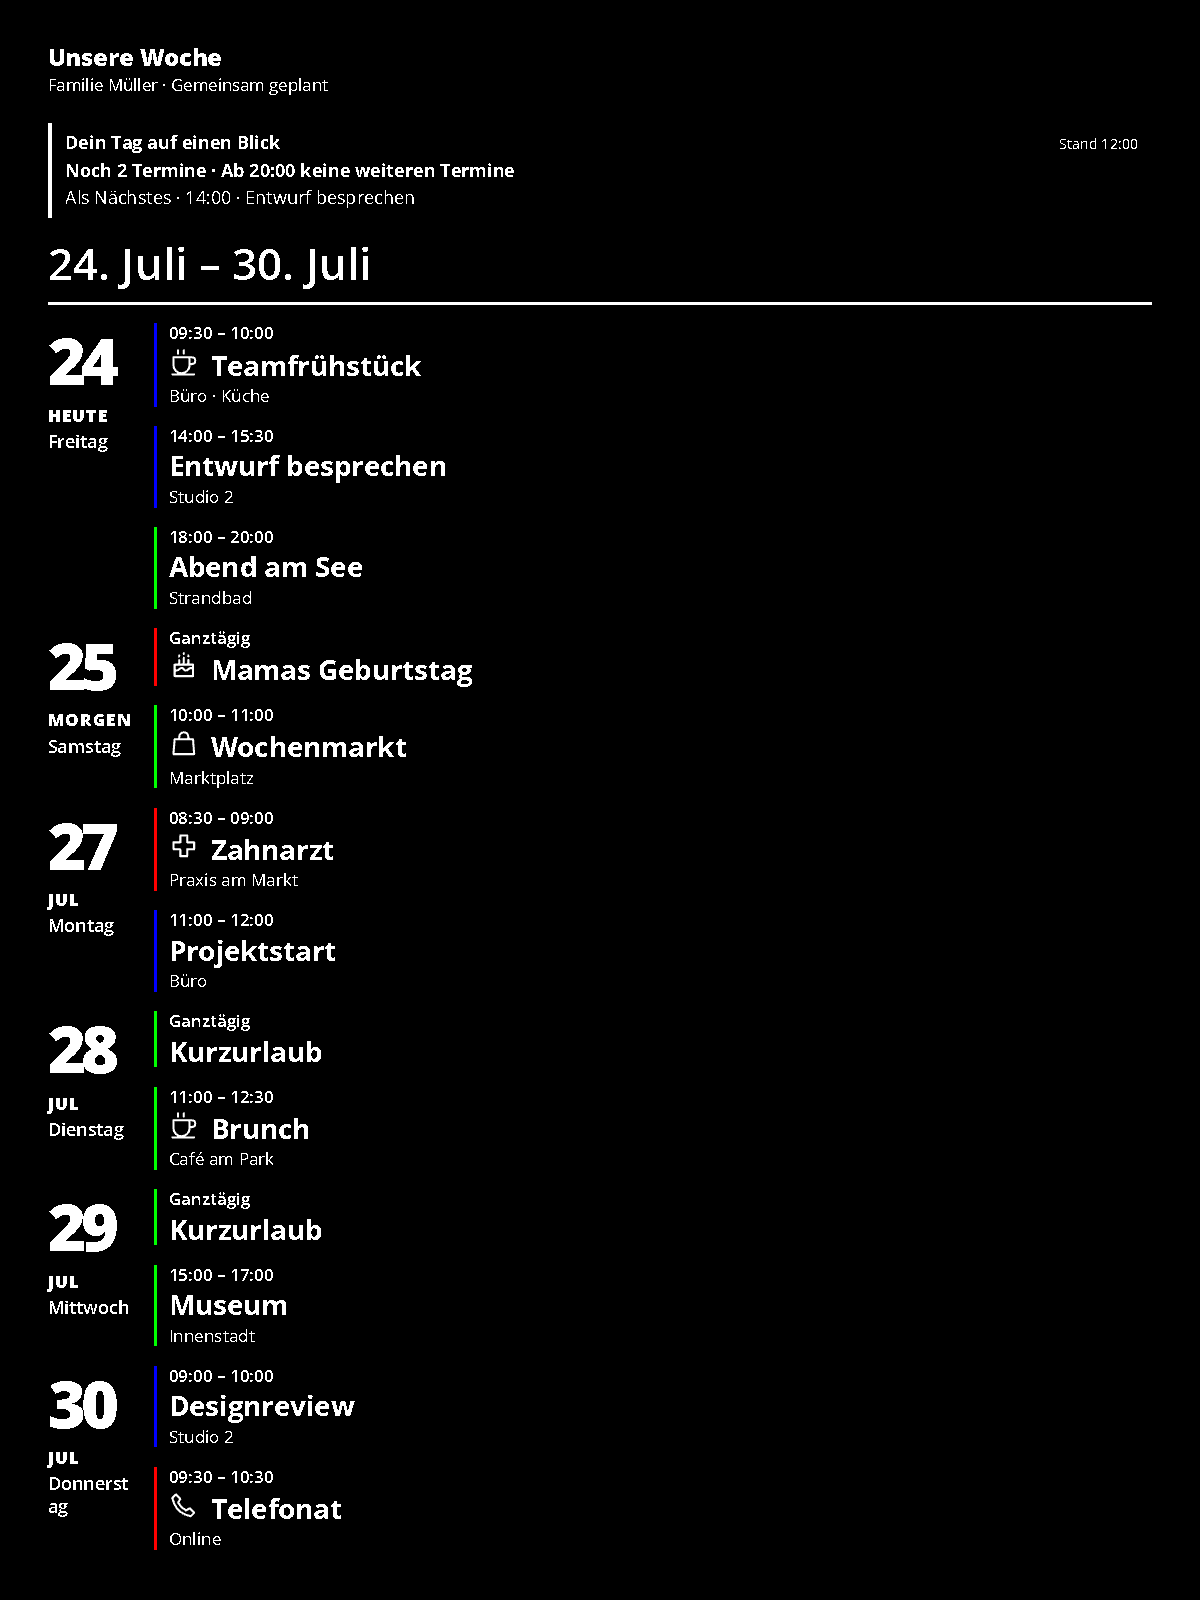 Unsere Woche
Familie Müller · Gemeinsam geplant
Dein Tag auf einen Blick
Stand 12:00
Noch 2 Termine · Ab 20:00 keine weiteren Termine
Als Nächstes · 14:00 · Entwurf besprechen
24. Juli – 30. Juli
24
HEUTE
Freitag
09:30 – 10:00
Teamfrühstück
Büro · Küche
14:00 – 15:30
Entwurf besprechen
Studio 2
18:00 – 20:00
Abend am See
Strandbad
25
MORGEN
Samstag
Ganztägig
Mamas Geburtstag
10:00 – 11:00
Wochenmarkt
Marktplatz
27
JUL
Montag
08:30 – 09:00
Zahnarzt
Praxis am Markt
11:00 – 12:00
Projektstart
Büro
28
JUL
Dienstag
Ganztägig
Kurzurlaub
11:00 – 12:30
Brunch
Café am Park
29
JUL
Mittwoch
Ganztägig
Kurzurlaub
15:00 – 17:00
Museum
Innenstadt
30
JUL
Donnerst
ag
09:00 – 10:00
Designreview
Studio 2
09:30 – 10:30
Telefonat
Online